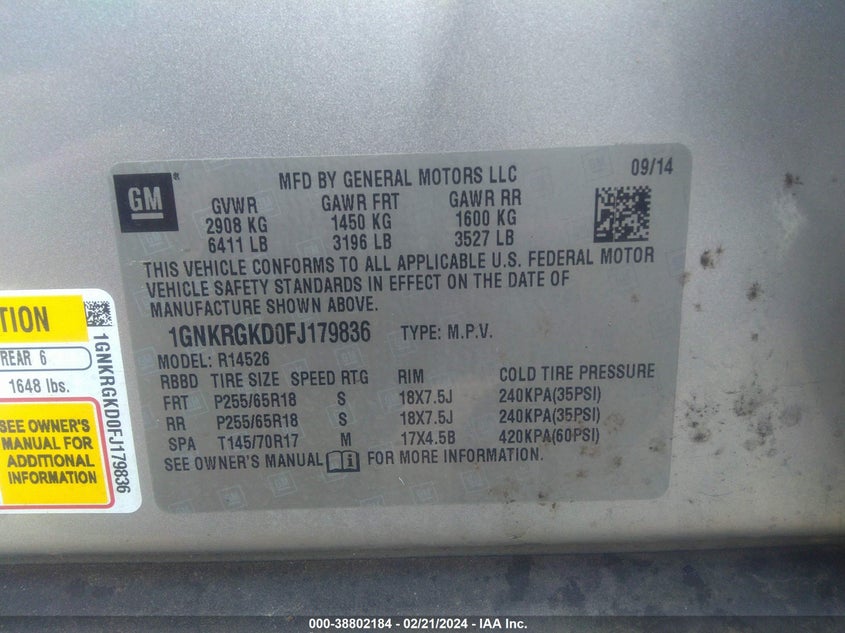 GM
MFD BY GENERAL MOTORS LLC
09/14
GVWR GAWR FRT GAWR RR
2908 KG 1450 KG 1600 KG
6411 LB 3196 LB 3527 LB
THIS VEHICLE CONFORMS TO ALL APPLICABLE U.S. FEDERAL MOTOR
VEHICLE SAFETY STANDARDS IN EFFECT ON THE DATE OF
MANUFACTURE SHOWN ABOVE.
1GNKRGKD0FJ179836 TYPE: M.P.V.
MODEL: R14526
RBBD TIRE SIZE SPEED RTG RIM COLD TIRE PRESSURE
FRT P255/65R18 S 18X7.5J 240KPA(35PSI)
RR P255/65R18 S 18X7.5J 240KPA(35PSI)
SPA T145/70R17 M 17X4.5B 420KPA(60PSI)
SEE OWNER'S MANUAL FOR MORE INFORMATION.
TION
REAR 6
1648 lbs.
SEE OWNER'S
MANUAL FOR
ADDITIONAL
INFORMATION
1GNKRGKD0FJ179836
000-38802184 - 02/21/2024 - IAA Inc.